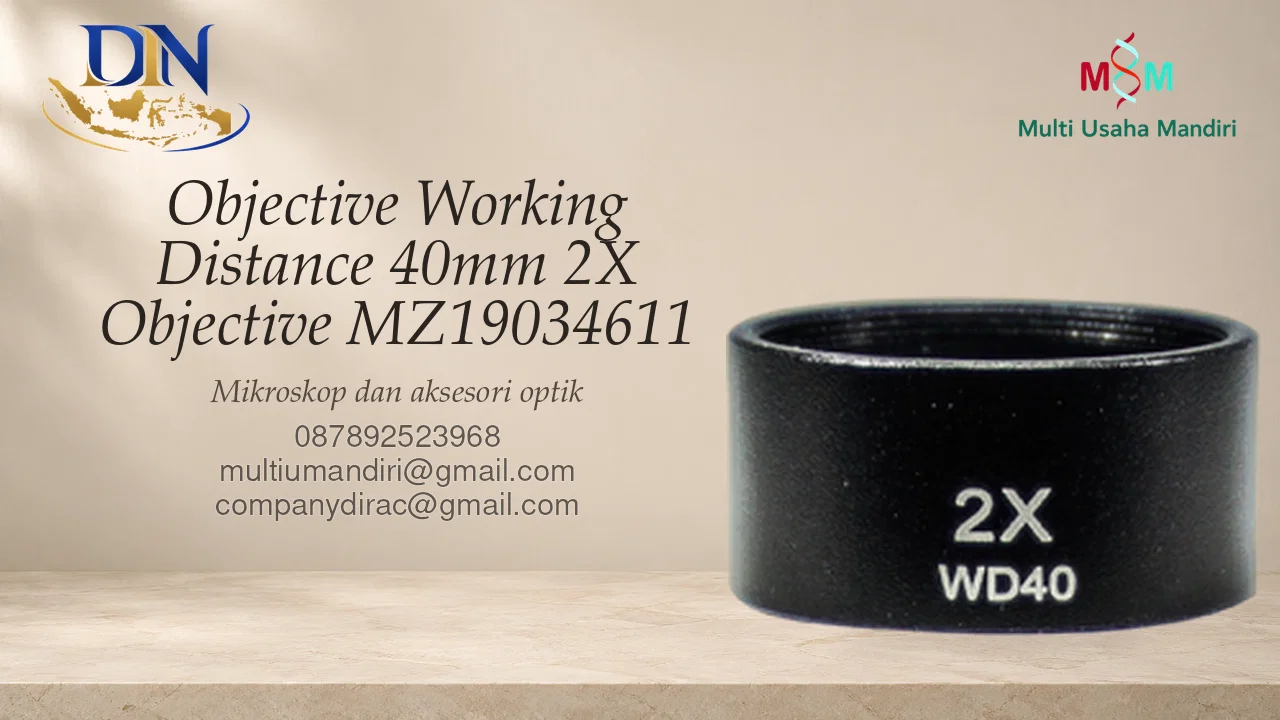 DN
M M
Multi Usaha Mandiri
Objective Working
Distance 40mm 2X
Objective MZ19034611
Mikroskop dan aksesori optik
087892523968
multiumandiri@gmail.com
companydirac@gmail.com
2X
WD40